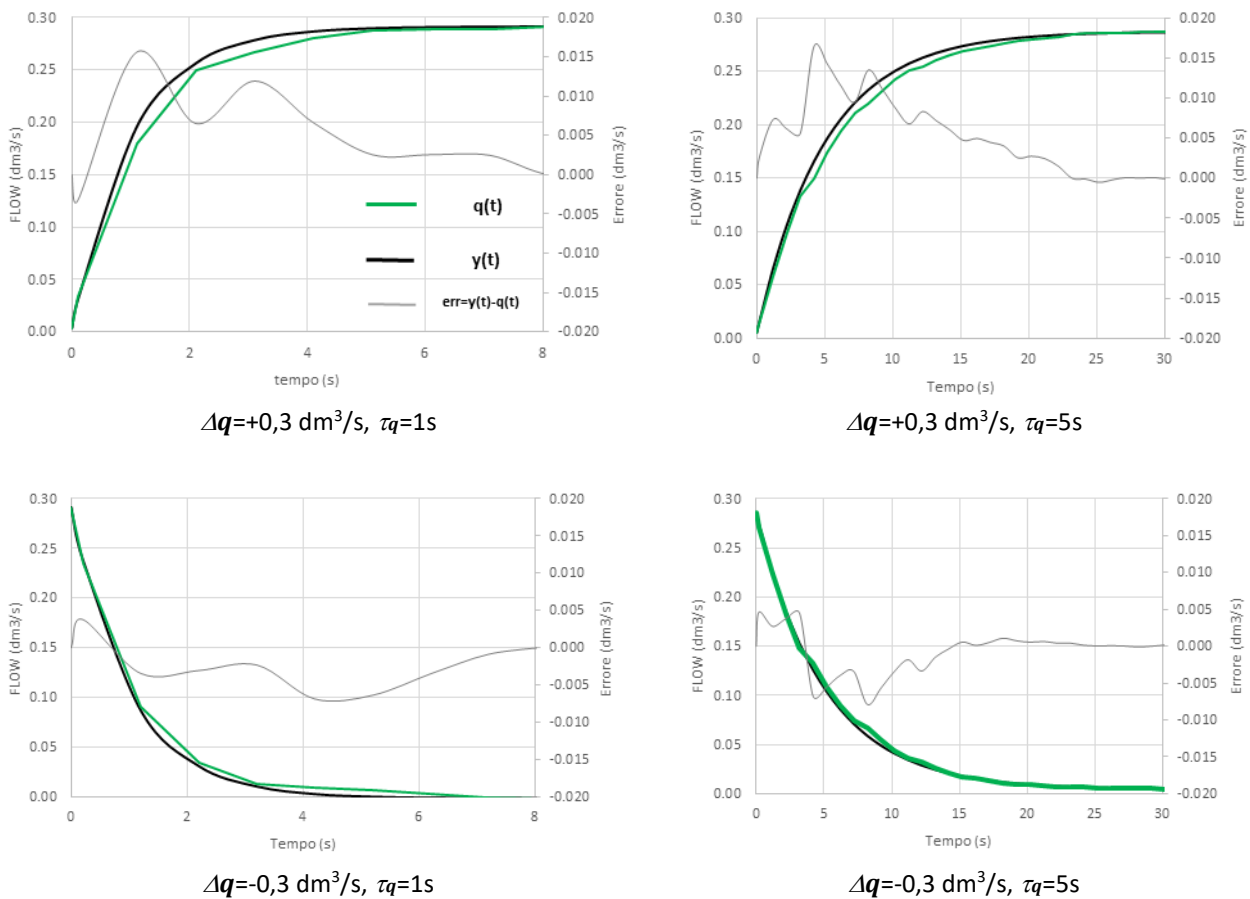 0.30
0.25
0.20
0.15
0.10
0.05
0.00
FLOW (dm3/s)
0.020
0.015
0.010
0.005
0.000
-0.005
-0.010
-0.015
-0.020
Errore (dm3/s)
q(t)
y(t)
err=y(t)-q(t)
0 2 4 6 8
tempo (s)
Δq=+0,3 dm³/s, τq=1s
0.30
0.25
0.20
0.15
0.10
0.05
0.00
FLOW (dm3/s)
0.020
0.015
0.010
0.005
0.000
-0.005
-0.010
-0.015
-0.020
Errore (dm3/s)
0 5 10 15 20 25 30
Tempo (s)
Δq=+0,3 dm³/s, τq=5s
0.30
0.25
0.20
0.15
0.10
0.05
0.00
FLOW (dm3/s)
0.020
0.015
0.010
0.005
0.000
-0.005
-0.010
-0.015
-0.020
Errore (dm3/s)
0 2 4 6 8
Tempo (s)
Δq=-0,3 dm³/s, τq=1s
0.30
0.25
0.20
0.15
0.10
0.05
0.00
FLOW (dm3/s)
0.020
0.015
0.010
0.005
0.000
-0.005
-0.010
-0.015
-0.020
Errore (dm3/s)
0 5 10 15 20 25 30
Tempo (s)
Δq=-0,3 dm³/s, τq=5s